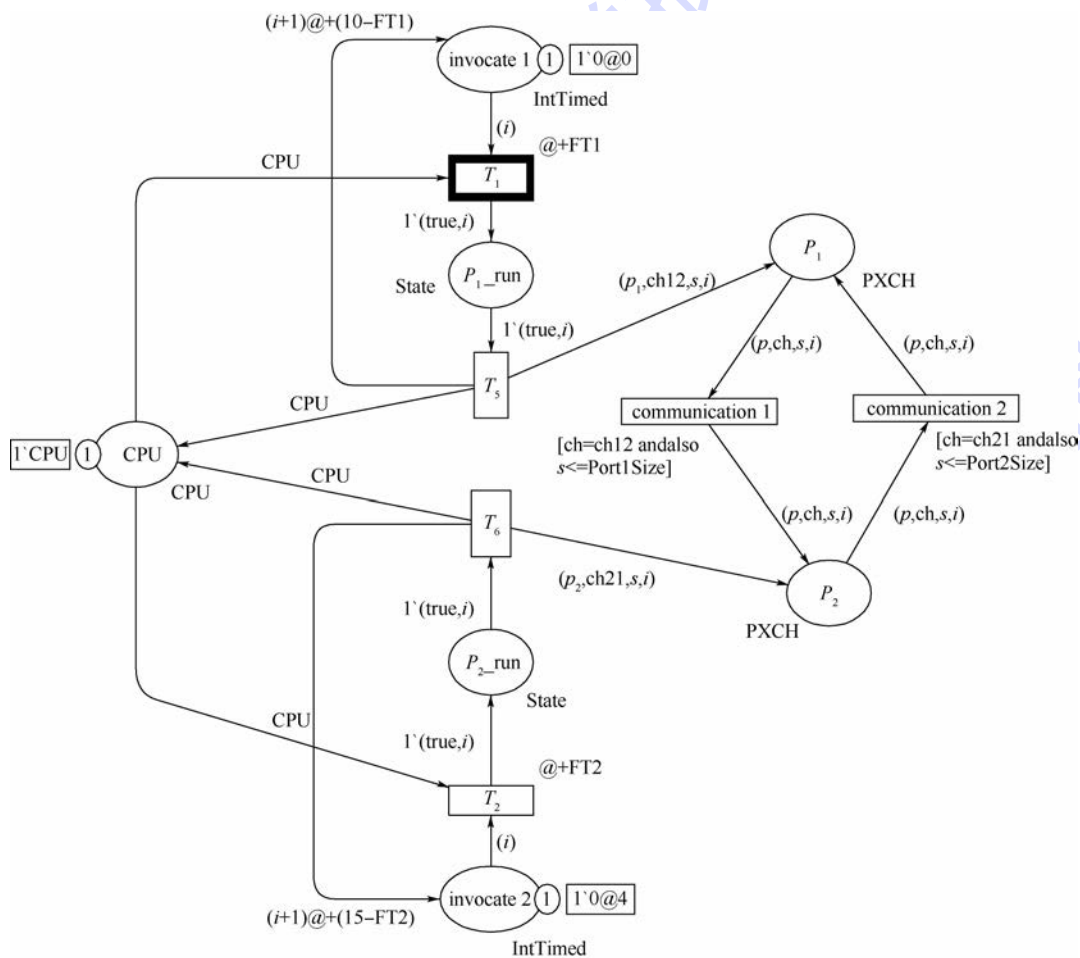 (i+1)@+(10−FT1)
invocate 1
1
1`0@0
IntTimed
(i)
@+FT1
CPU
T1
1`(true,i)
P1
P1_run
(p1,ch12,s,i)
PXCH
State
1`(true,i)
(p,ch,s,i)
(p,ch,s,i)
T5
CPU
communication 1
communication 2
[ch=ch12 andalso
s<=Port1Size]
[ch=ch21 andalso
s<=Port2Size]
1`CPU
1
CPU
CPU
CPU
T6
(p,ch,s,i)
(p,ch,s,i)
(p2,ch21,s,i)
P2
PXCH
1`(true,i)
P2_run
State
CPU
1`(true,i)
@+FT2
T2
(i)
invocate 2
1
1`0@4
(i+1)@+(15−FT2)
IntTimed